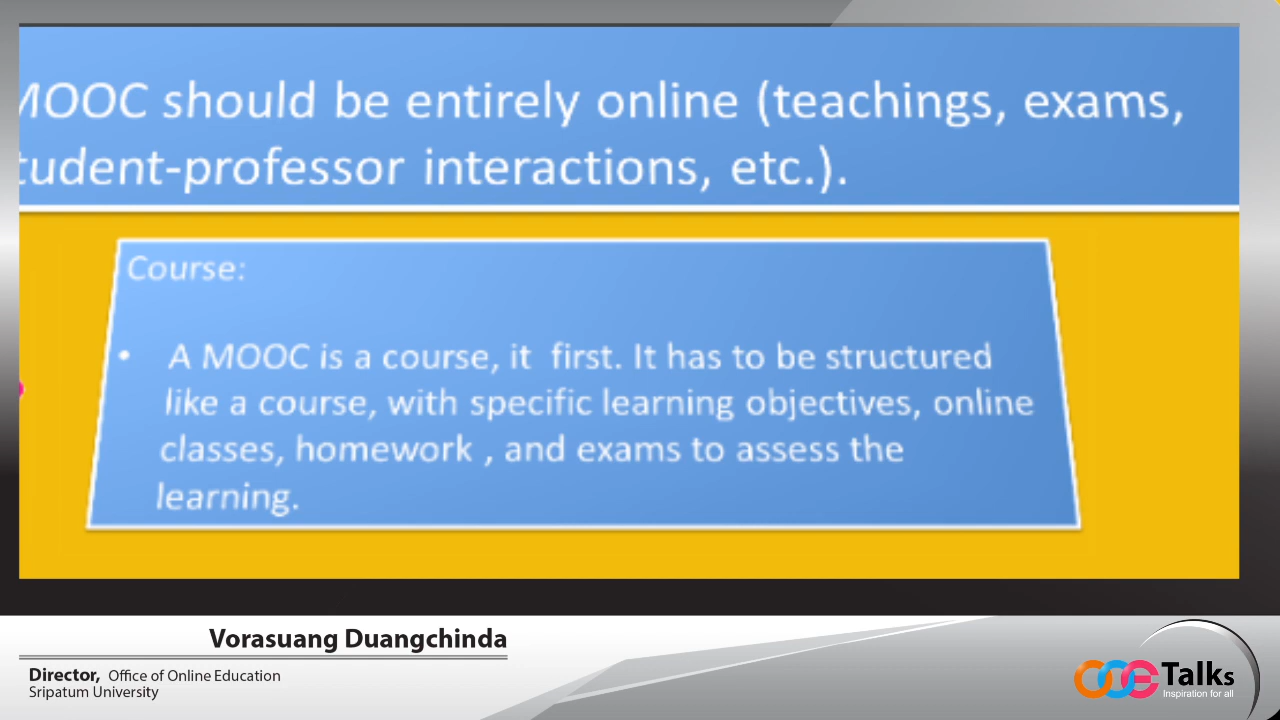 MOOC should be entirely online (teachings, exams,
tudent-professor interactions, etc.).
Course:
• A MOOC is a course, it first. It has to be structured
like a course, with specific learning objectives, online
classes, homework , and exams to assess the
learning.
Vorasuang Duangchinda
Director, Office of Online Education
Sripatum University
OOE Talks
Inspiration for all